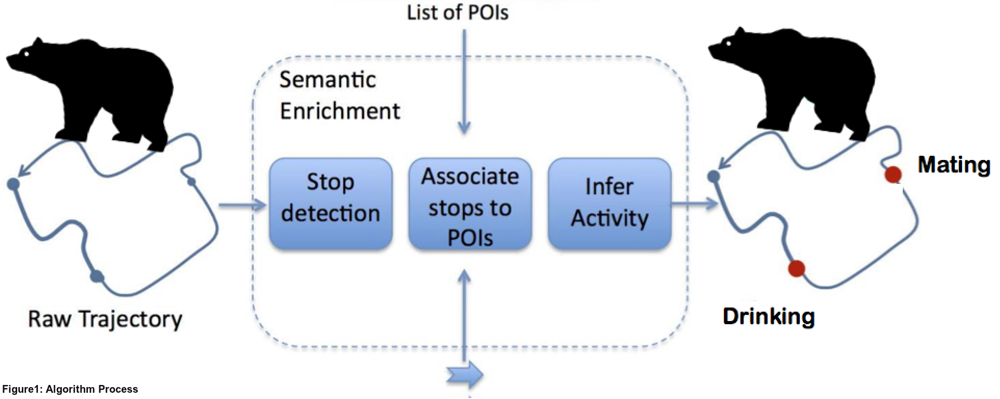 List of POIs
Semantic
Enrichment
Stop
detection
Associate
stops to
POIs
Infer
Activity
Mating
Raw Trajectory
Drinking
Figure1: Algorithm Process